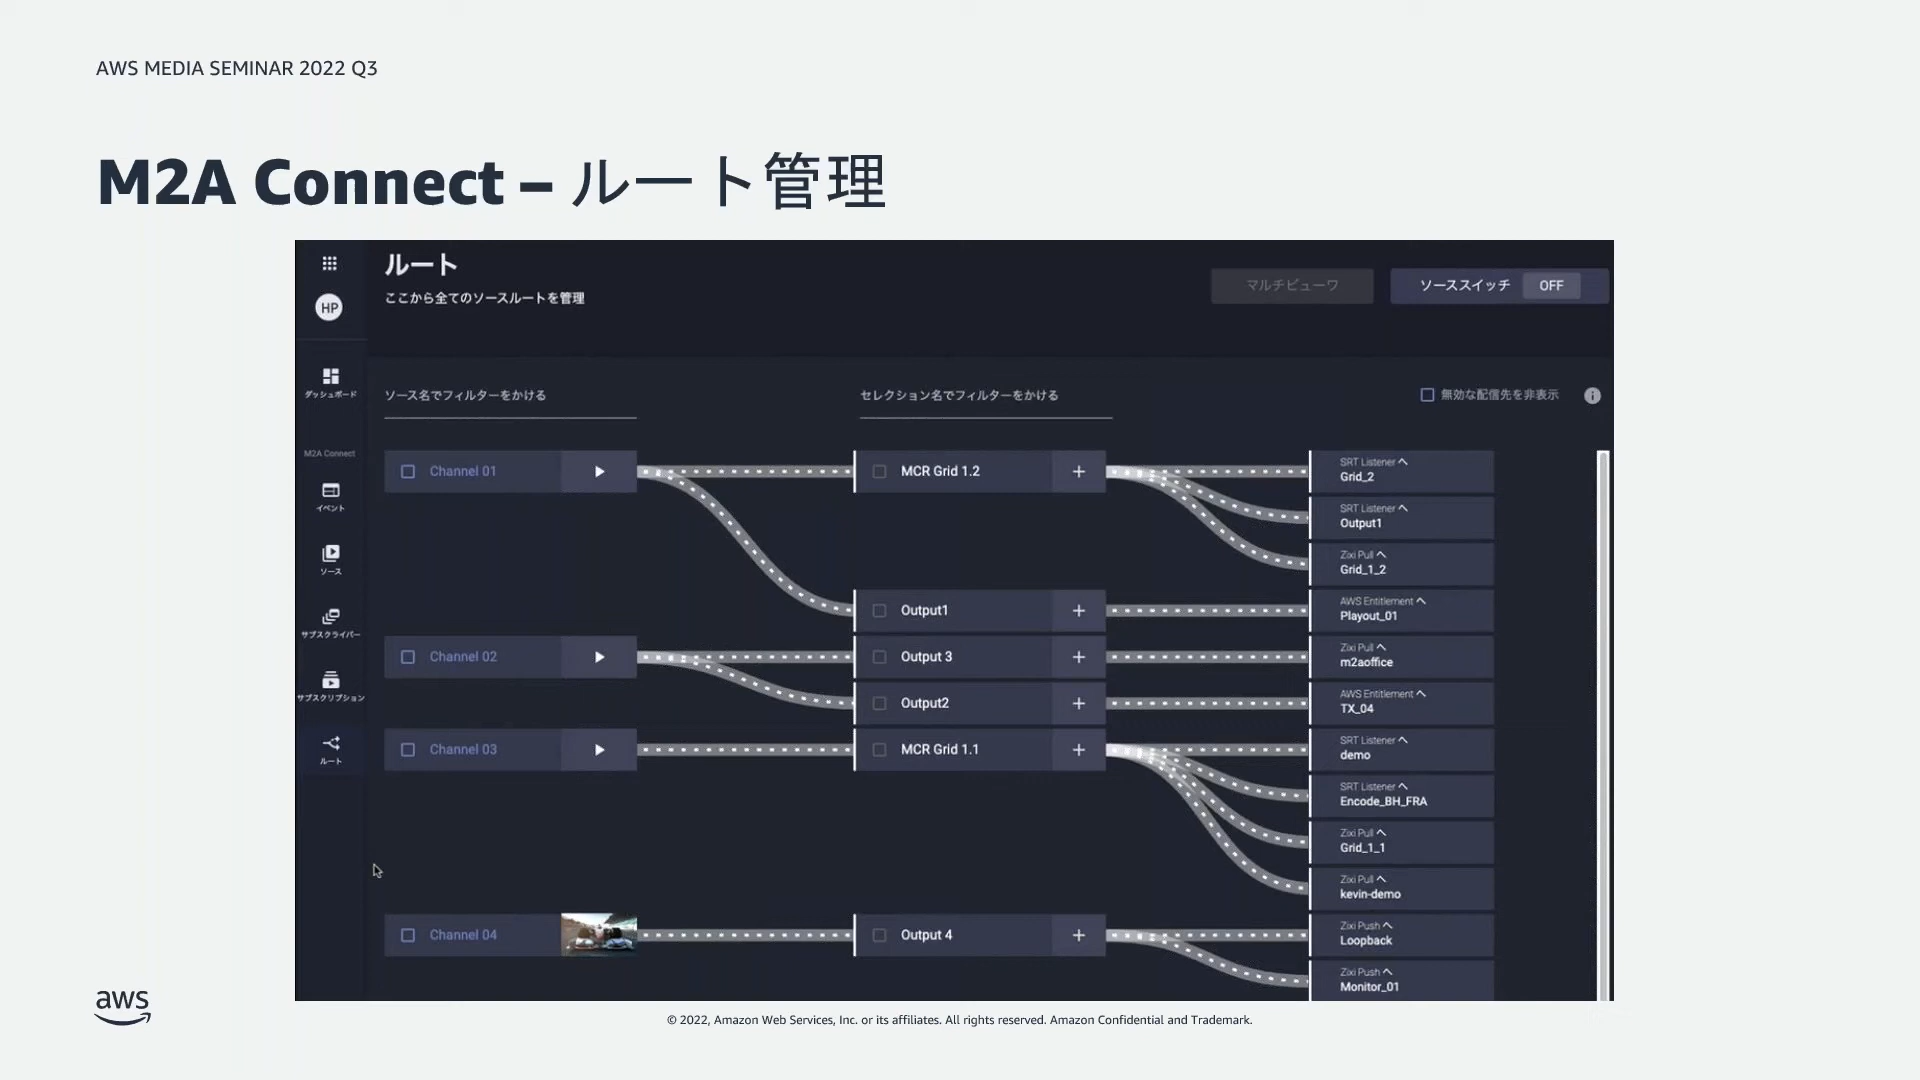 AWS MEDIA SEMINAR 2022 Q3
M2A Connect – ルート管理
ルート
ここから全てのソースルートを管理
マルチビューワ
ソーススイッチ OFF
HP
ダッシュボード
M2A Connect
イベント
ソース
サブスクライバー
サブスクリプション
ルート
ソース名でフィルターをかける
セレクション名でフィルターをかける
無効な配信先を非表示
Channel 01
Channel 02
Channel 03
Channel 04
MCR Grid 1.2
Output1
Output 3
Output2
MCR Grid 1.1
Output 4
SRT Listener
Grid_2
SRT Listener
Output1
Zixi Pull
Grid_1_2
AWS Entitlement
Playout_01
Zixi Pull
m2aoffice
AWS Entitlement
TX_04
SRT Listener
demo
SRT Listener
Encode_BH_FRA
Zixi Pull
Grid_1_1
Zixi Pull
kevin-demo
Zixi Push
Loopback
Zixi Push
Monitor_01
aws
© 2022, Amazon Web Services, Inc. or its affiliates. All rights reserved. Amazon Confidential and Trademark.